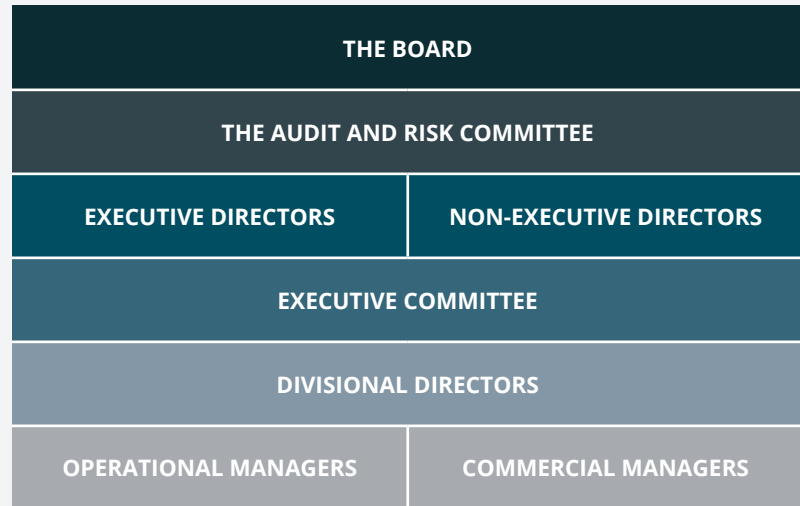 THE BOARD
THE AUDIT AND RISK COMMITTEE
EXECUTIVE DIRECTORS
NON-EXECUTIVE DIRECTORS
EXECUTIVE COMMITTEE
DIVISIONAL DIRECTORS
OPERATIONAL MANAGERS
COMMERCIAL MANAGERS